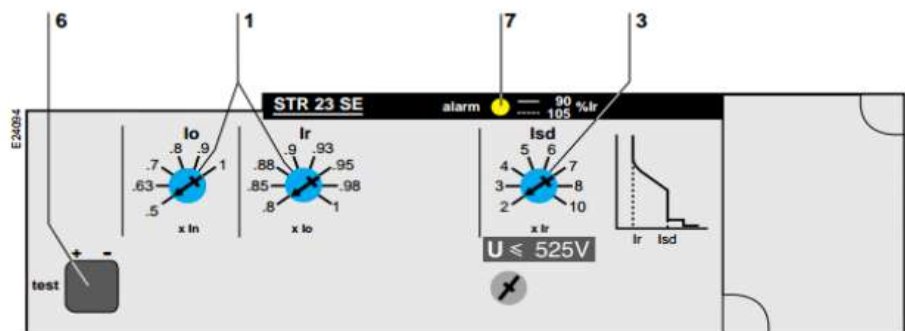 6 1 7 3
E24094
STR 23 SE alarm 90 %Ir
105
Io Ir Isd
.5 .63 .7 .8 .9 1
.8 .85 .88 .9 .93 .95 .98 1
2 3 4 5 6 7 8 10
x In x Io x Ir
Ir Isd
U ≤ 525V
+ -
test